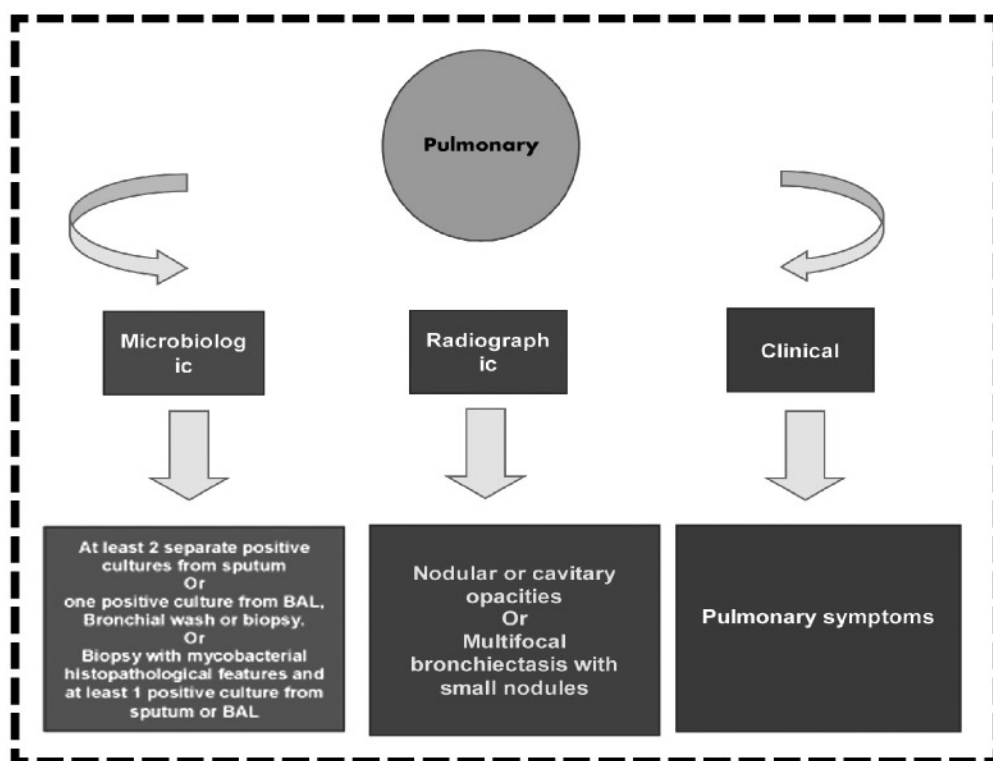 Pulmonary
Microbiolog
ic
Radiograph
ic
Clinical
At least 2 separate positive
cultures from sputum
Or
one positive culture from BAL,
Bronchial wash or biopsy.
Or
Biopsy with mycobacterial
histopathological features and
at least 1 positive culture from
sputum or BAL
Nodular or cavitary
opacities
Or
Multifocal
bronchiectasis with
small nodules
Pulmonary symptoms